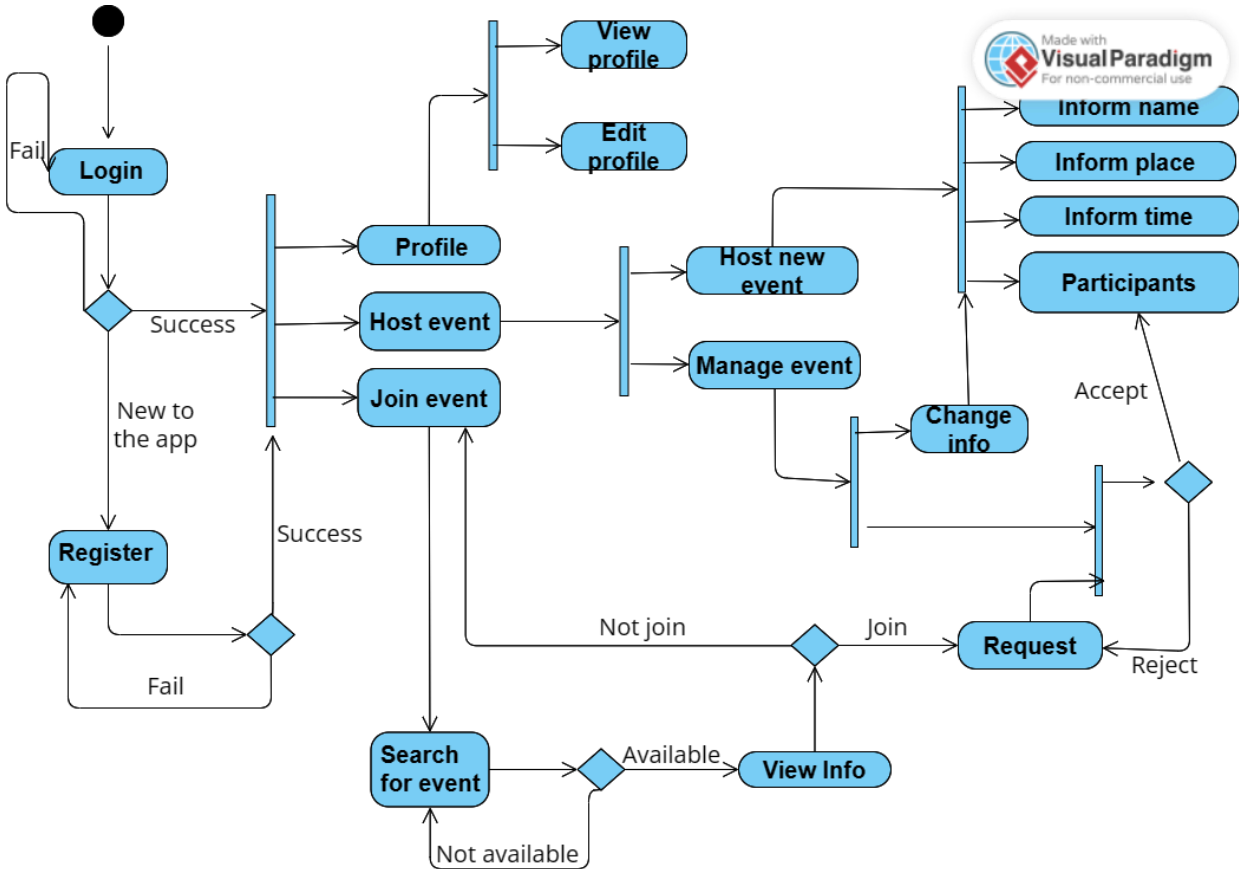 View
profile
Made with
Visual Paradigm
For non-commercial use
Inform name
Edit
profile
Fail
Login
Inform place
Inform time
Profile
Host new
event
Participants
Success
Host event
Manage event
Join event
Accept
New to
the app
Change
info
Success
Register
Not join
Join
Request
Reject
Fail
Search
for event
Available
View Info
Not available